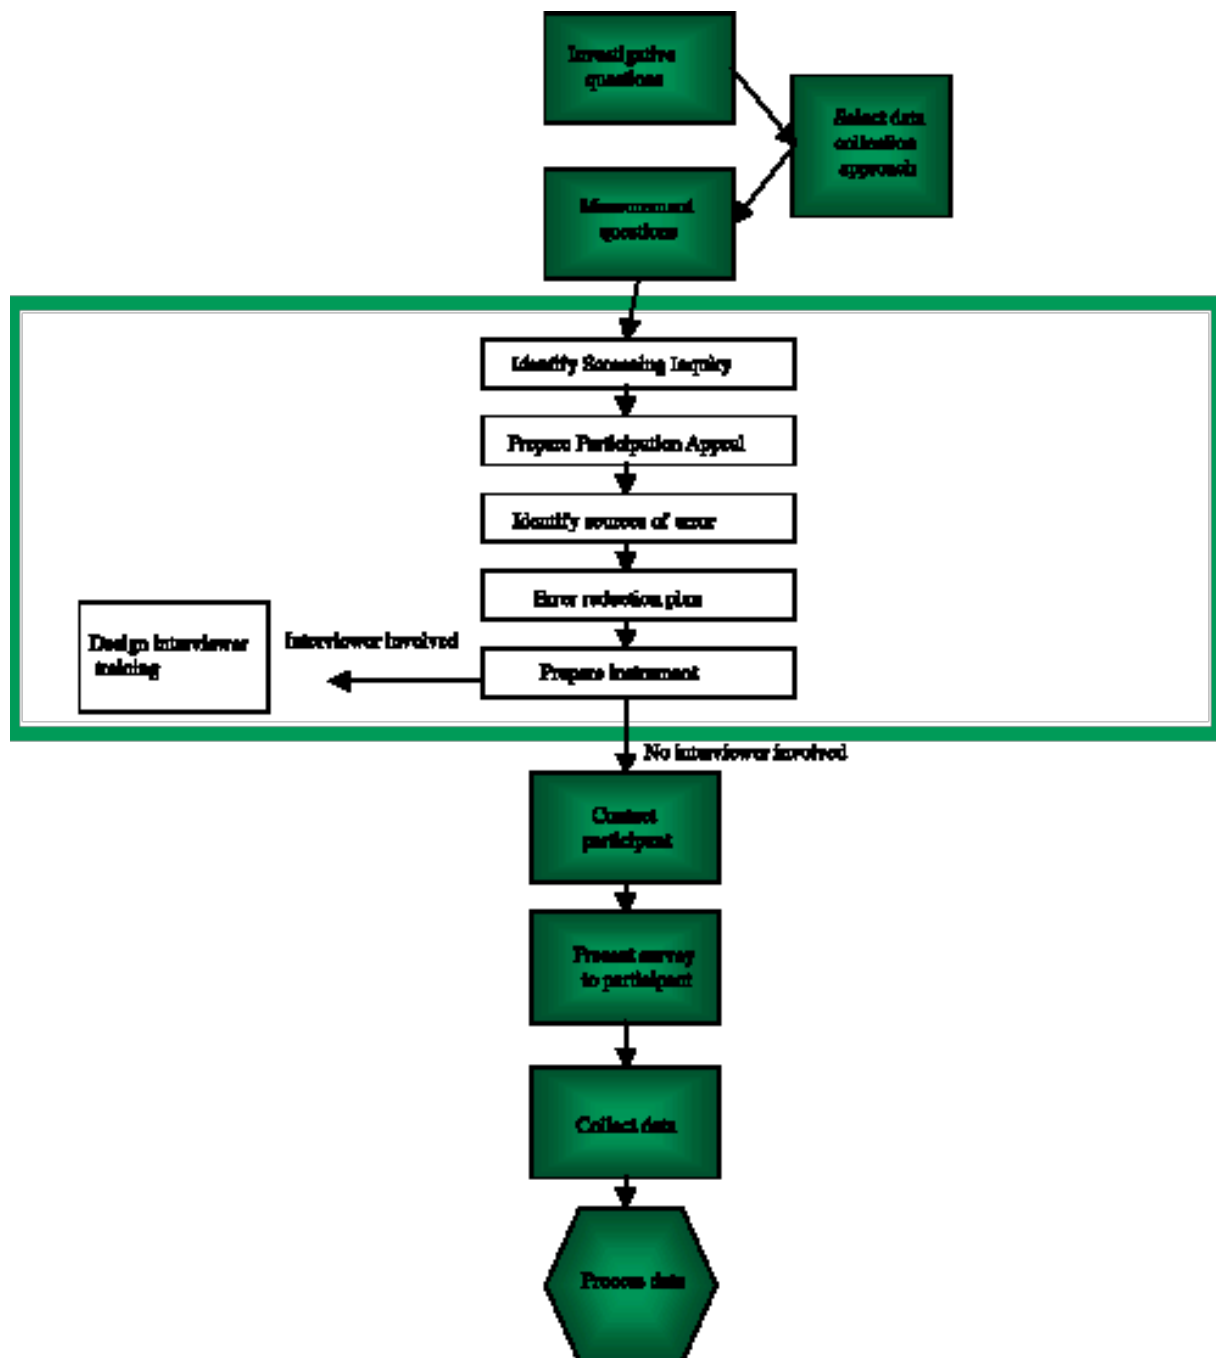 Investigative
questions
Select data
collection
approach
Measurement
questions
Identify Screening Inquiry
Prepare Participation Appeal
Identify sources of error
Error reduction plan
Design interviewer
training
Interviewer involved
Prepare instrument
No interviewer involved
Contact
participant
Present survey
to participant
Collect data
Process data